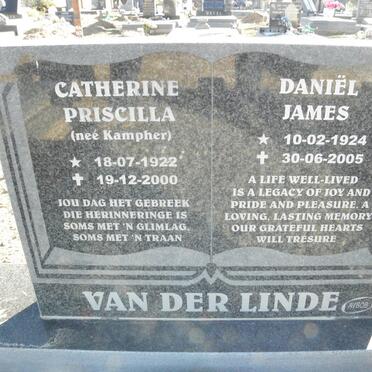 CATHERINE
PRISCILLA
(neé Kampher)
★ 18-07-1922
✝ 19-12-2000
JOU DAG HET GEBREEK
DIE HERINNERINGE IS
SOMS MET 'N GLIMLAG,
SOMS MET 'N TRAAN
DANIËL
JAMES
★ 10-02-1924
✝ 30-06-2005
A LIFE WELL-LIVED
IS A LEGACY OF JOY AND
PRIDE AND PLEASURE. A
LOVING, LASTING MEMORY
OUR GRATEFUL HEARTS
WILL TRESURE
VAN DER LINDE